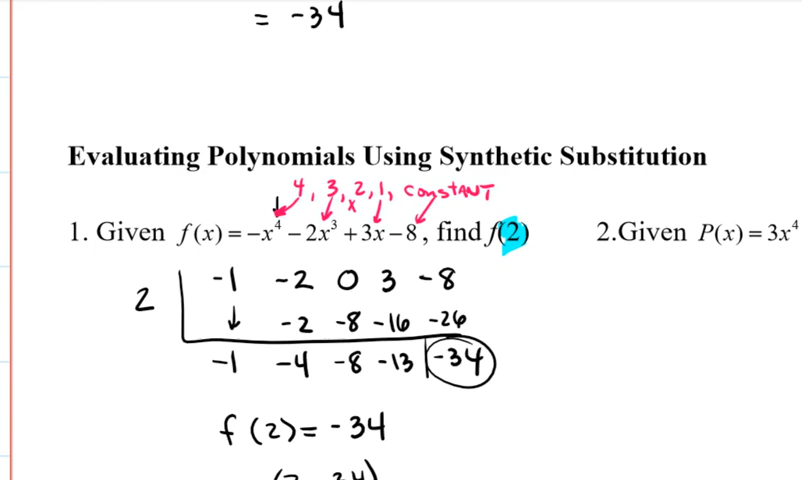 = -34
Evaluating Polynomials Using Synthetic Substitution
4, 3, 2, 1, constant
x
1. Given f(x) = −x⁴ − 2x³ + 3x − 8, find f(2)
2.Given P(x) = 3x⁴
2 -1 -2 0 3 -8
↓ -2 -8 -16 -26
-1 -4 -8 -13 -34
f(2) = -34